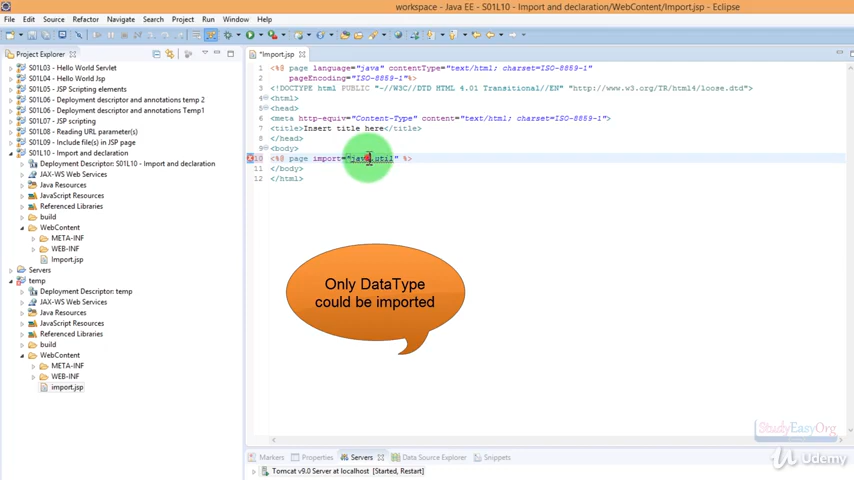 workspace - Java EE - S01L10 - Import and declaration/WebContent/Import.jsp - Eclipse
File Edit Source Refactor Navigate Search Project Run Window Help
Project Explorer
*Import.jsp
S01L03 - Hello World Servlet
S01L04 - Hello World Jsp
S01L05 - JSP Scripting elements
S01L06 - Deployment descriptor and annotations temp 2
S01L06 - Deployment descriptor and annotations Temp1
S01L07 - JSP scripting
S01L08 - Reading URL parameter(s)
S01L09 - Include file(s) in JSP page
S01L10 - Import and declaration
Deployment Descriptor: S01L10 - Import and declaration
JAX-WS Web Services
Java Resources
JavaScript Resources
Referenced Libraries
build
WebContent
META-INF
WEB-INF
Import.jsp
Servers
temp
Deployment Descriptor: temp
JAX-WS Web Services
Java Resources
JavaScript Resources
Referenced Libraries
build
WebContent
META-INF
WEB-INF
import.jsp
1 <%@ page language="java" contentType="text/html; charset=ISO-8859-1"
2 pageEncoding="ISO-8859-1"%>
3 <!DOCTYPE html PUBLIC "-//W3C//DTD HTML 4.01 Transitional//EN" "http://www.w3.org/TR/html4/loose.dtd">
4 <html>
5 <head>
6 <meta http-equiv="Content-Type" content="text/html; charset=ISO-8859-1">
7 <title>Insert title here</title>
8 </head>
9 <body>
10 <%@ page import="java.util" %>
11 </body>
12 </html>
Only DataType
could be imported
StudyEasyOrg
Udemy
Markers Properties Servers Data Source Explorer Snippets
Tomcat v9.0 Server at localhost [Started, Restart]